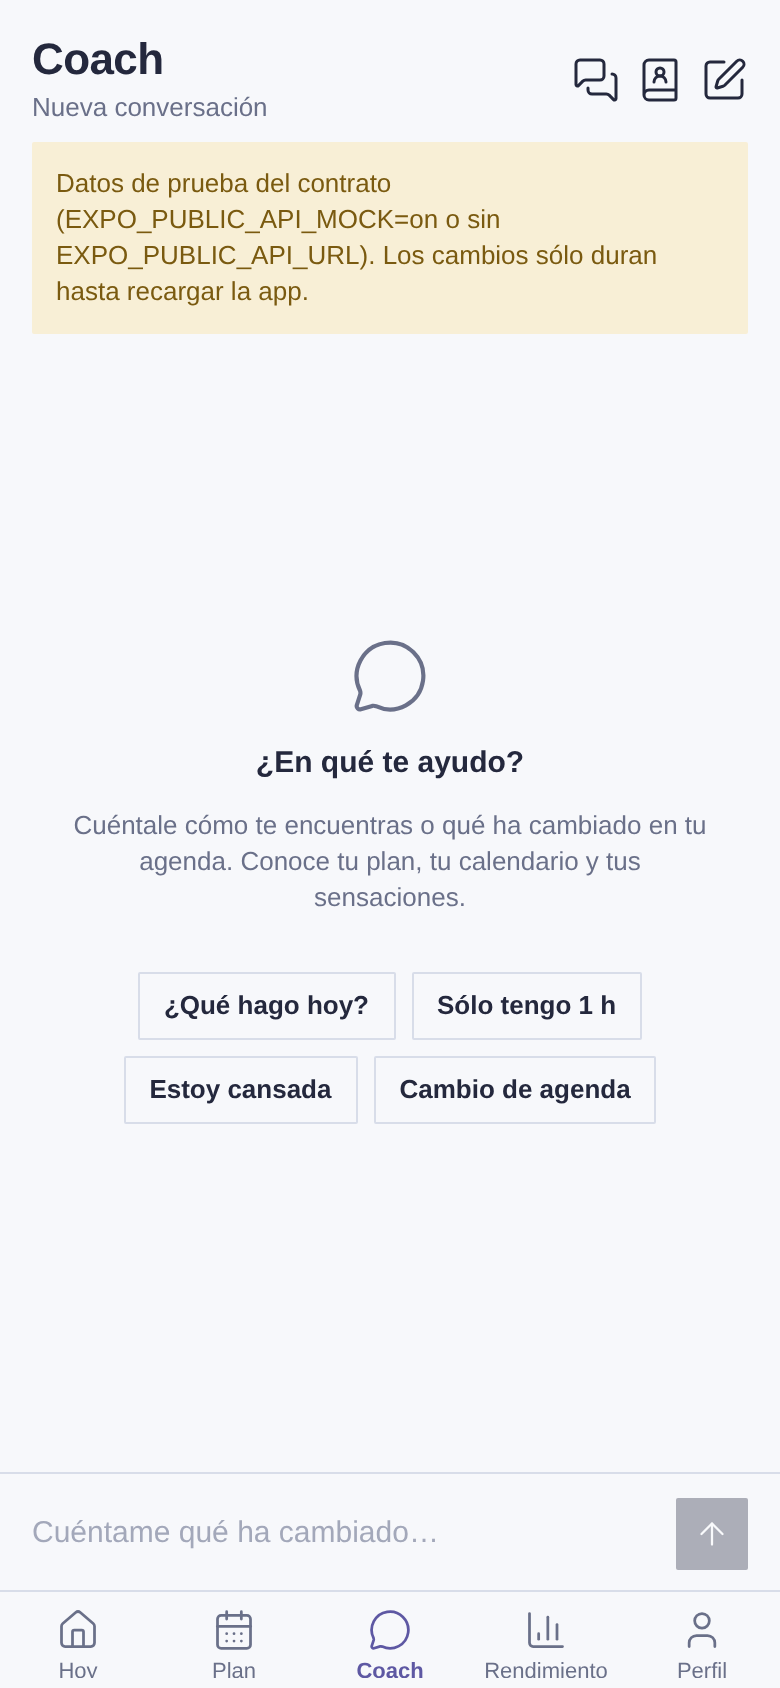 Coach
Nueva conversación
Datos de prueba del contrato
(EXPO_PUBLIC_API_MOCK=on o sin
EXPO_PUBLIC_API_URL). Los cambios sólo duran
hasta recargar la app.
¿En qué te ayudo?
Cuéntale cómo te encuentras o qué ha cambiado en tu
agenda. Conoce tu plan, tu calendario y tus
sensaciones.
¿Qué hago hoy? Sólo tengo 1 h
Estoy cansada Cambio de agenda
Cuéntame qué ha cambiado…
Hoy Plan Coach Rendimiento Perfil